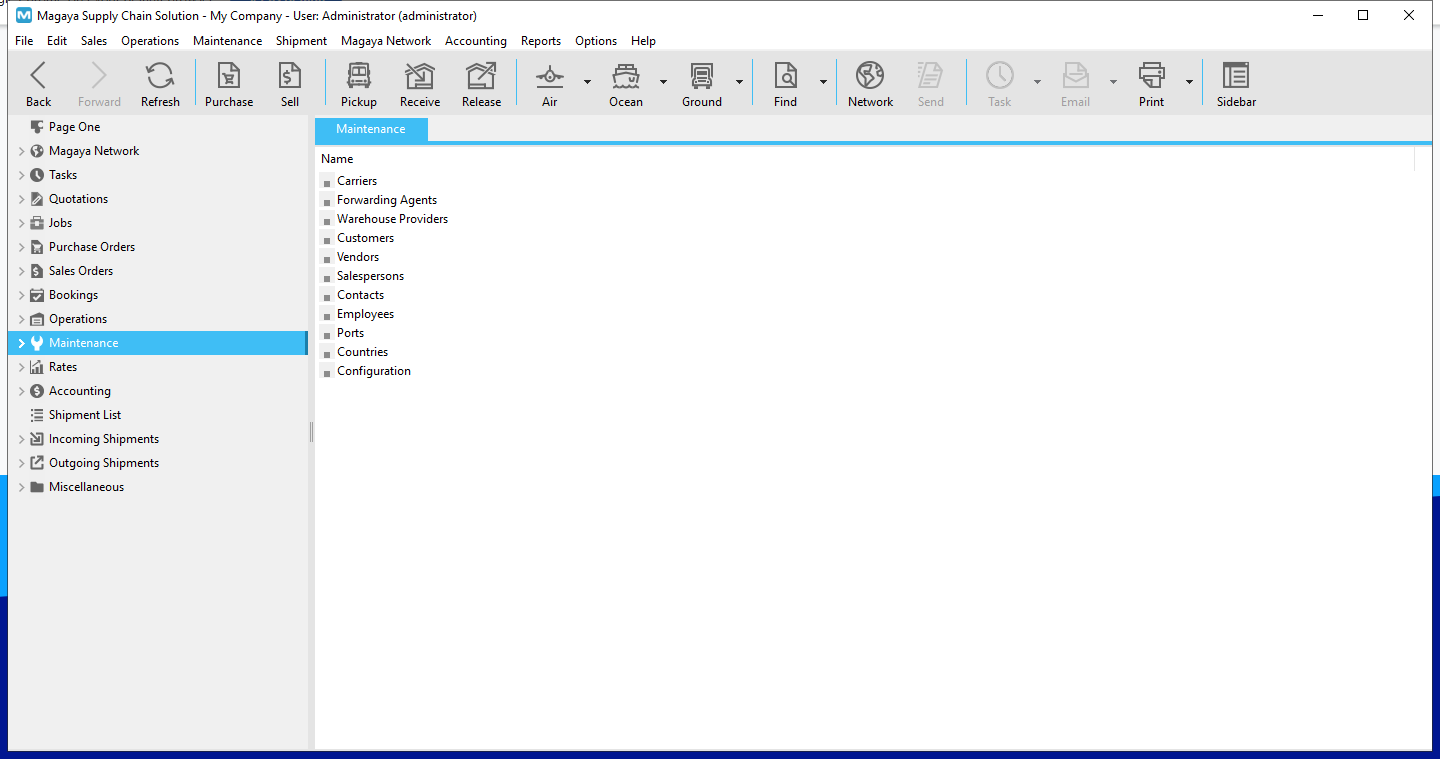 Magaya Supply Chain Solution - My Company - User: Administrator (administrator)
File Edit Sales Operations Maintenance Shipment Magaya Network Accounting Reports Options Help
Back Forward Refresh Purchase Sell Pickup Receive Release Air Ocean Ground Find Network Send Task Email Print Sidebar
Page One
Magaya Network
Tasks
Quotations
Jobs
Purchase Orders
Sales Orders
Bookings
Operations
Maintenance
Rates
Accounting
Shipment List
Incoming Shipments
Outgoing Shipments
Miscellaneous
Maintenance
Name
Carriers
Forwarding Agents
Warehouse Providers
Customers
Vendors
Salespersons
Contacts
Employees
Ports
Countries
Configuration